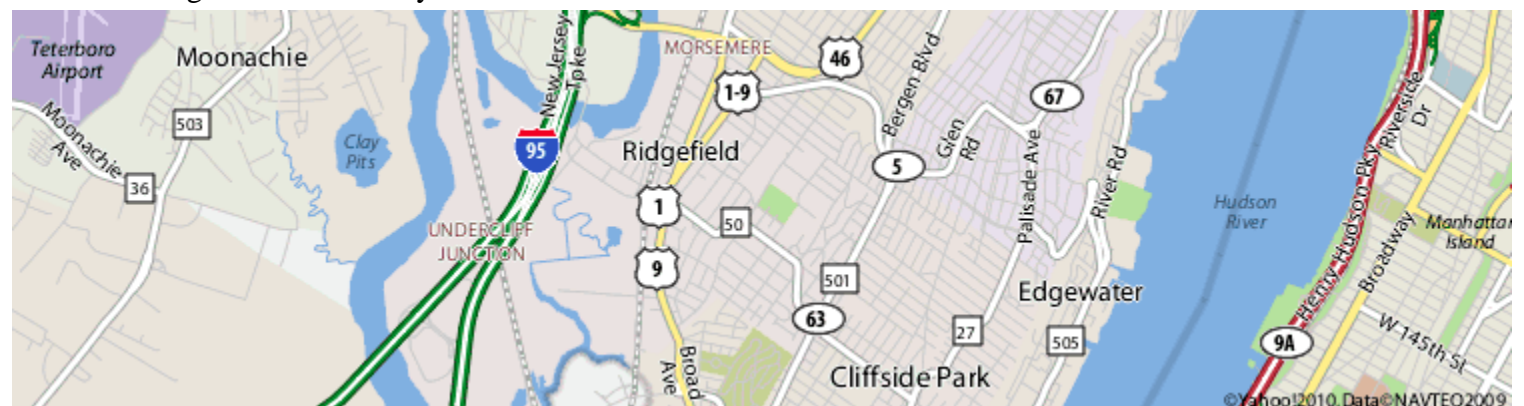 Teterboro
Airport
Moonachie
Moonachie
Ave
503
36
Clay
Pits
New Jersey
Tpke
95
UNDERCLIFF
JUNCTION
MORSEMERE
46
1-9
Ridgefield
1
9
50
Broad
Ave
Bergen Blvd
5
Glen
Rd
67
Palisade Ave
River Rd
501
63
27
505
Edgewater
Cliffside Park
Hudson
River
Henry Hudson Pky
Riverside
Dr
Broadway
Manhattan
Island
W 145th St
9A
©Yahoo!2010, Data©NAVTEQ2009